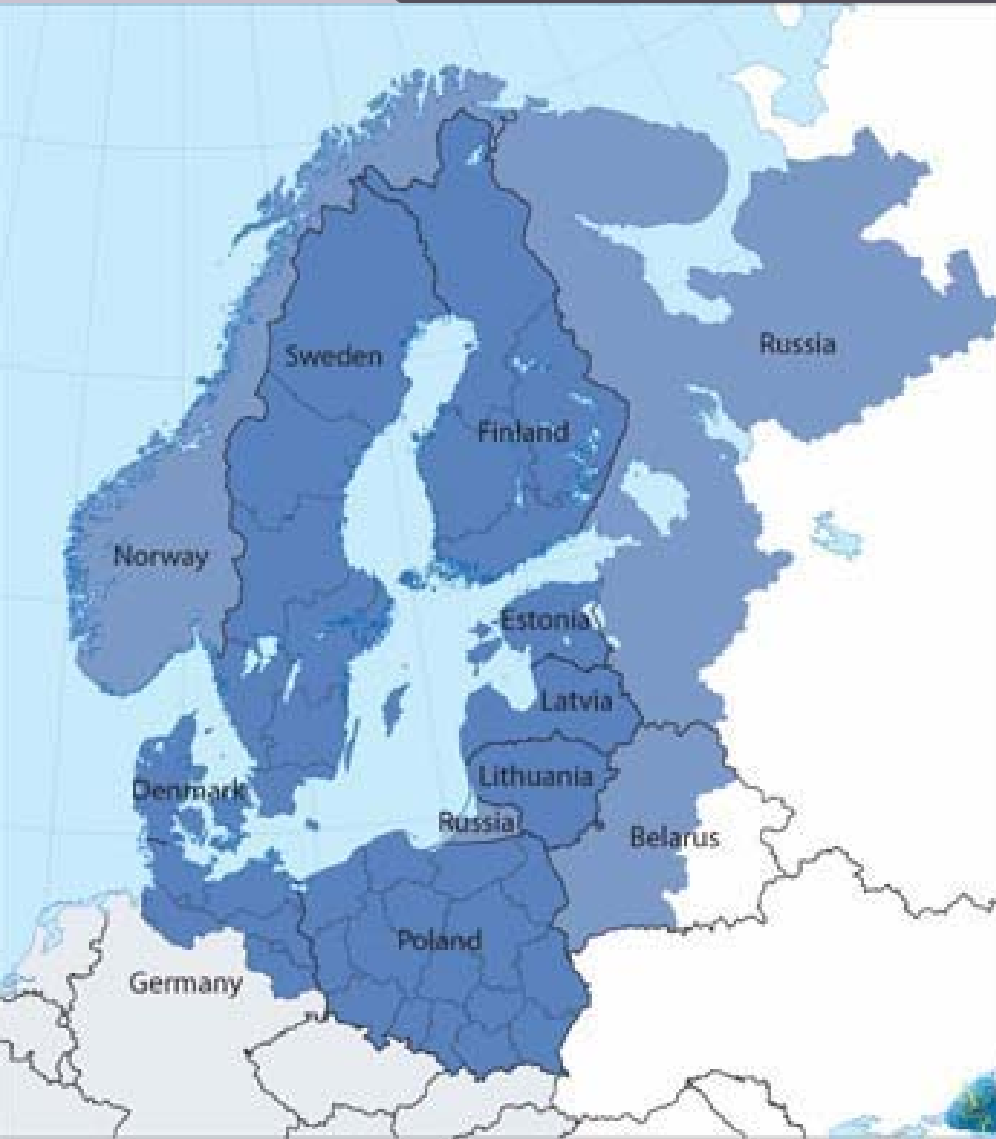 Russia
Sweden
Finland
Norway
Estonia
Latvia
Lithuania
Denmark
Russia
Belarus
Poland
Germany